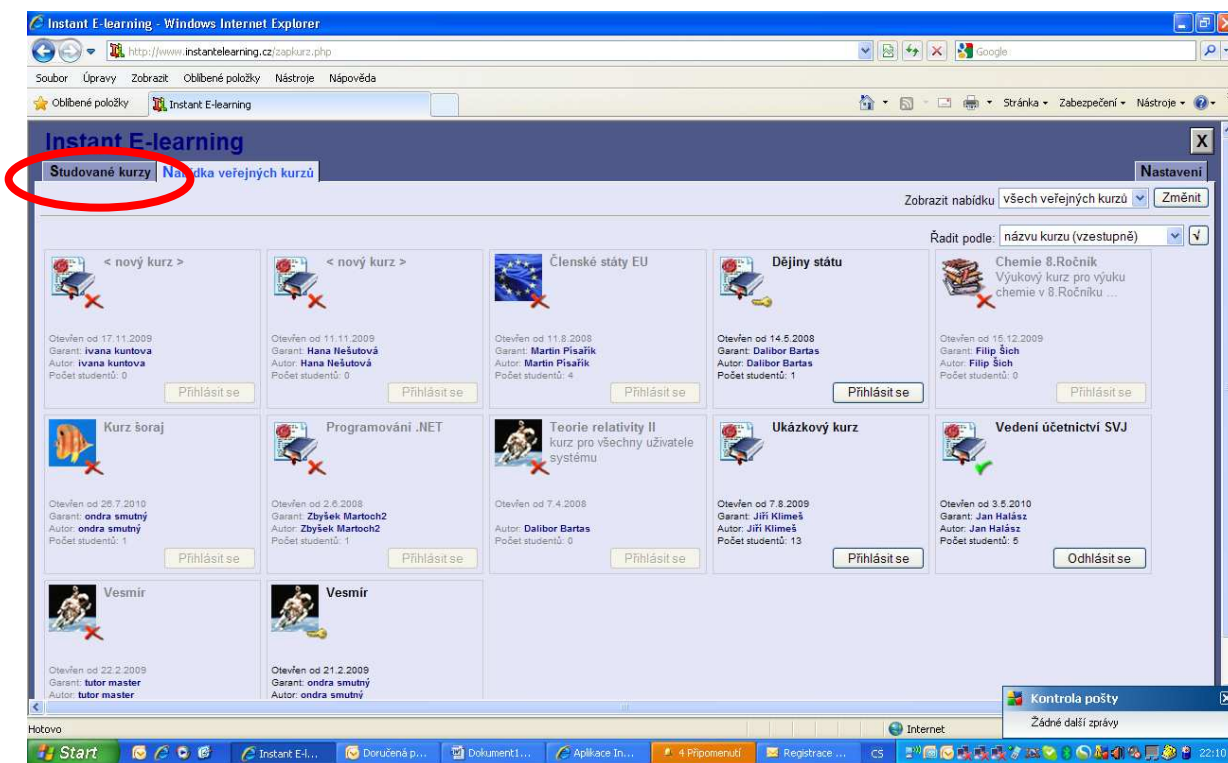 Instant E-learning - Windows Internet Explorer
http://www.instantelearning.cz/zapkurz.php
Google
Soubor Úpravy Zobrazit Oblíbené položky Nástroje Nápověda
Oblíbené položky Instant E-learning Stránka Zabezpečení Nástroje
Instant E-learning X
Studované kurzy Nabídka veřejných kurzů Nastavení
Zobrazit nabídku všech veřejných kurzů Změnit
Řadit podle: názvu kurzu (vzestupně) √
< nový kurz >
Otevřen od 17.11.2009
Garant: ivana kuntova
Autor: ivana kuntova
Počet studentů: 0
Přihlásit se
< nový kurz >
Otevřen od 11.11.2009
Garant: Hana Nešutová
Autor: Hana Nešutová
Počet studentů: 0
Přihlásit se
Členské státy EU
Otevřen od 11.8.2008
Garant: Martin Písařík
Autor: Martin Písařík
Počet studentů: 4
Přihlásit se
Dějiny státu
Otevřen od 14.5.2008
Garant: Dalibor Bartas
Autor: Dalibor Bartas
Počet studentů: 1
Přihlásit se
Chemie 8.Ročník
Výukový kurz pro výuku
chemie v 8.Ročníku ...
Otevřen od 15.12.2009
Garant: Filip Šich
Autor: Filip Šich
Počet studentů: 0
Přihlásit se
Kurz šoraj
Otevřen od 26.7.2010
Garant: ondra smutný
Autor: ondra smutný
Počet studentů: 1
Přihlásit se
Programování .NET
Otevřen od 2.6.2008
Garant: Zbyšek Martoch2
Autor: Zbyšek Martoch2
Počet studentů: 1
Přihlásit se
Teorie relativity II
kurz pro všechny uživatele
systému
Otevřen od 7.4.2008
Autor: Dalibor Bartas
Počet studentů: 0
Přihlásit se
Ukázkový kurz
Otevřen od 7.8.2009
Garant: Jiří Klimeš
Autor: Jiří Klimeš
Počet studentů: 13
Přihlásit se
Vedení účetnictví SVJ
Otevřen od 3.5.2010
Garant: Jan Halász
Autor: Jan Halász
Počet studentů: 5
Odhlásit se
Vesmír
Otevřen od 22.2.2009
Garant: tutor master
Autor: tutor master
Vesmír
Otevřen od 21.2.2009
Garant: ondra smutný
Autor: ondra smutný
Kontrola pošty
Žádné další zprávy
Hotovo Internet
Start Instant E-l... Doručená p... Dokument1... Aplikace In... 4 Připomenutí Registrace ... CS 22:10